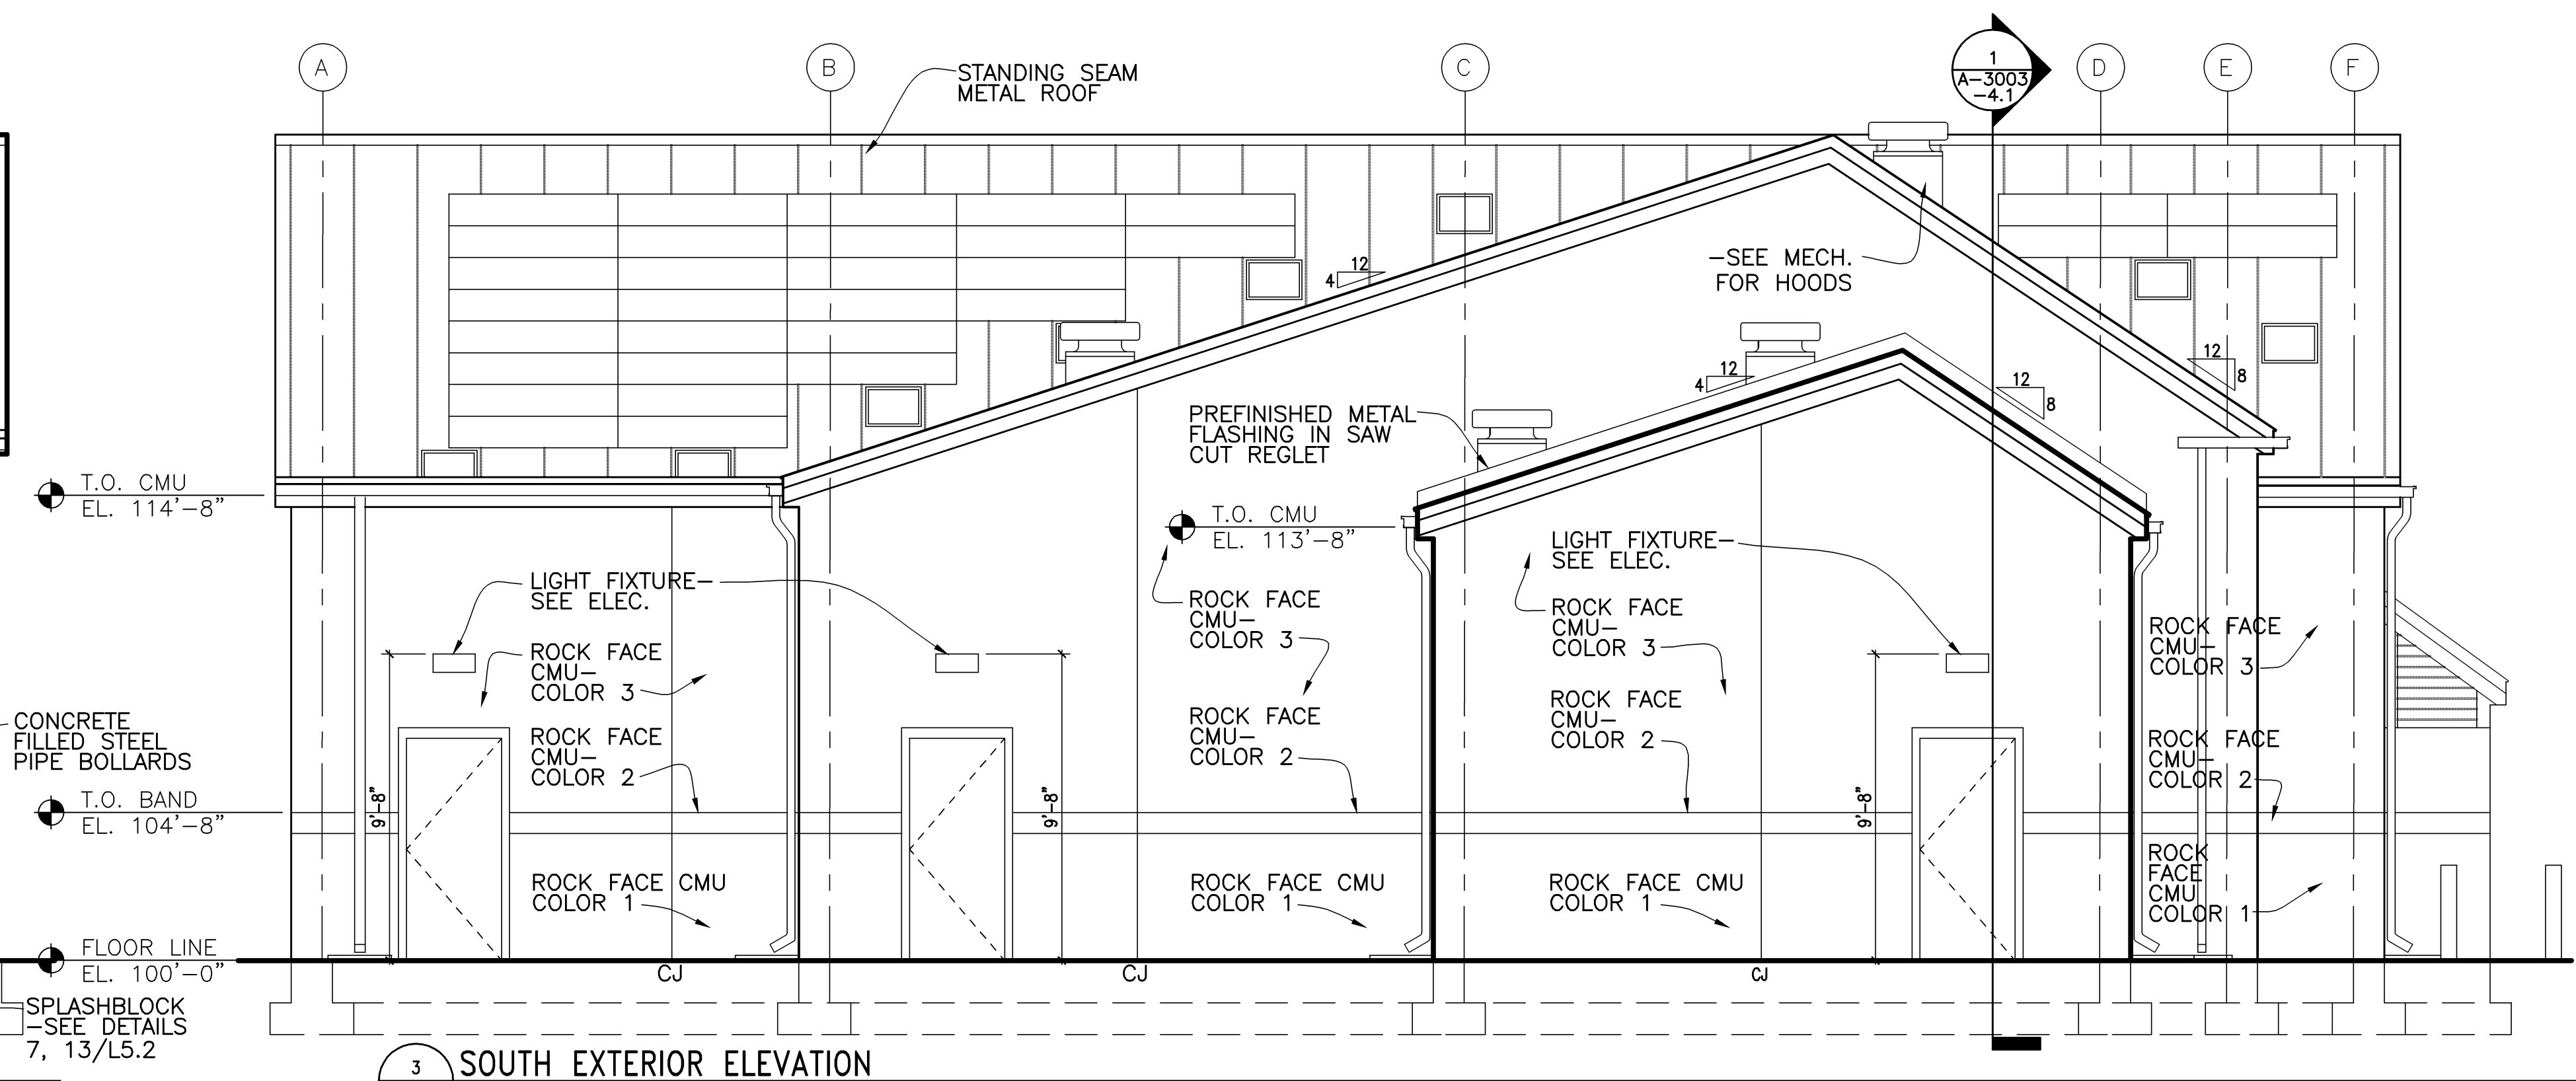 A
B
C
1
A-3003
-4.1
D
E
F
STANDING SEAM
METAL ROOF
-SEE MECH.
FOR HOODS
12
4
12
8
12
4
12
8
PREFINISHED METAL
FLASHING IN SAW
CUT REGLET
T.O. CMU
EL. 114'-8"
T.O. CMU
EL. 113'-8"
LIGHT FIXTURE-
SEE ELEC.
LIGHT FIXTURE-
SEE ELEC.
ROCK FACE
CMU-
COLOR 3
ROCK FACE
CMU-
COLOR 3
ROCK FACE
CMU-
COLOR 3
ROCK FACE
CMU-
COLOR 3
CONCRETE
FILLED STEEL
PIPE BOLLARDS
ROCK FACE
CMU-
COLOR 2
ROCK FACE
CMU-
COLOR 2
ROCK FACE
CMU-
COLOR 2
ROCK FACE
CMU-
COLOR 2
T.O. BAND
EL. 104'-8"
9'-8"
9'-8"
9'-8"
ROCK FACE CMU
COLOR 1
ROCK FACE CMU
COLOR 1
ROCK FACE CMU
COLOR 1
ROCK
FACE
CMU
COLOR 1
FLOOR LINE
EL. 100'-0"
CJ
CJ
CJ
SPLASHBLOCK
-SEE DETAILS
7, 13/L5.2
3
SOUTH EXTERIOR ELEVATION